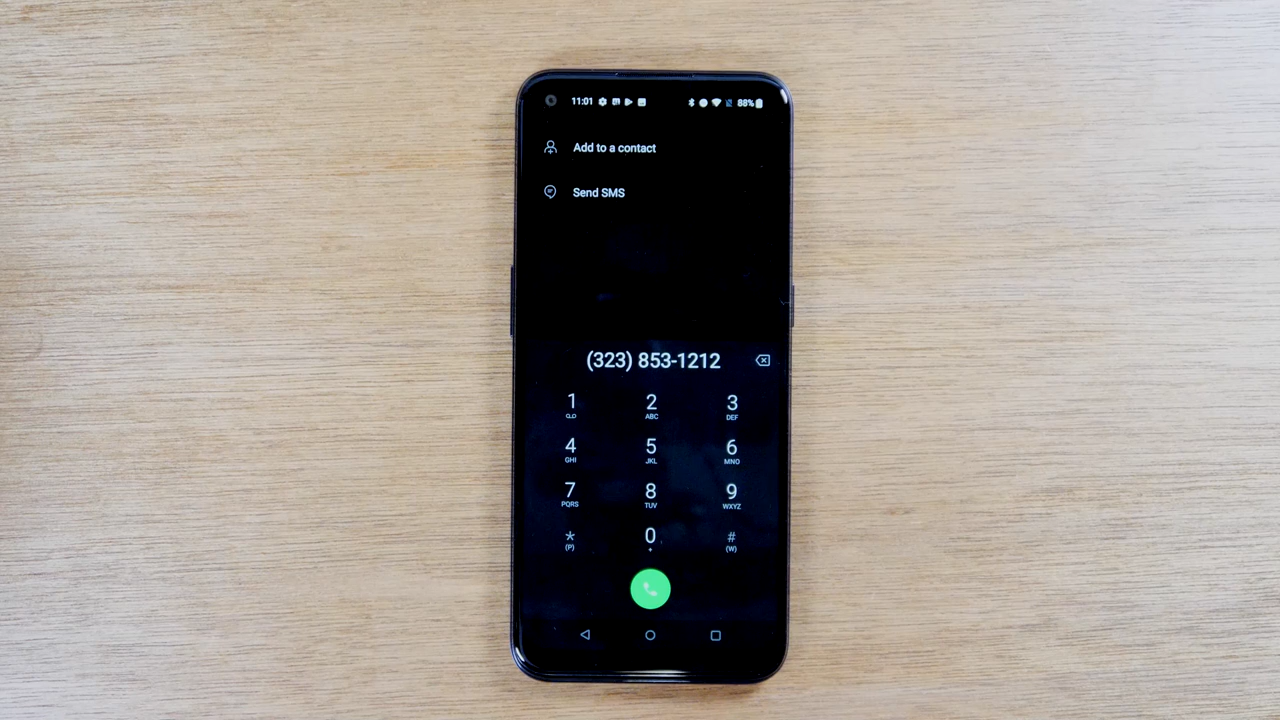 11:01 88%
Add to a contact
Send SMS
(323) 853-1212
1 2 3
ABC DEF
4 5 6
GHI JKL MNO
7 8 9
PQRS TUV WXYZ
* 0 #
(P) + (W)